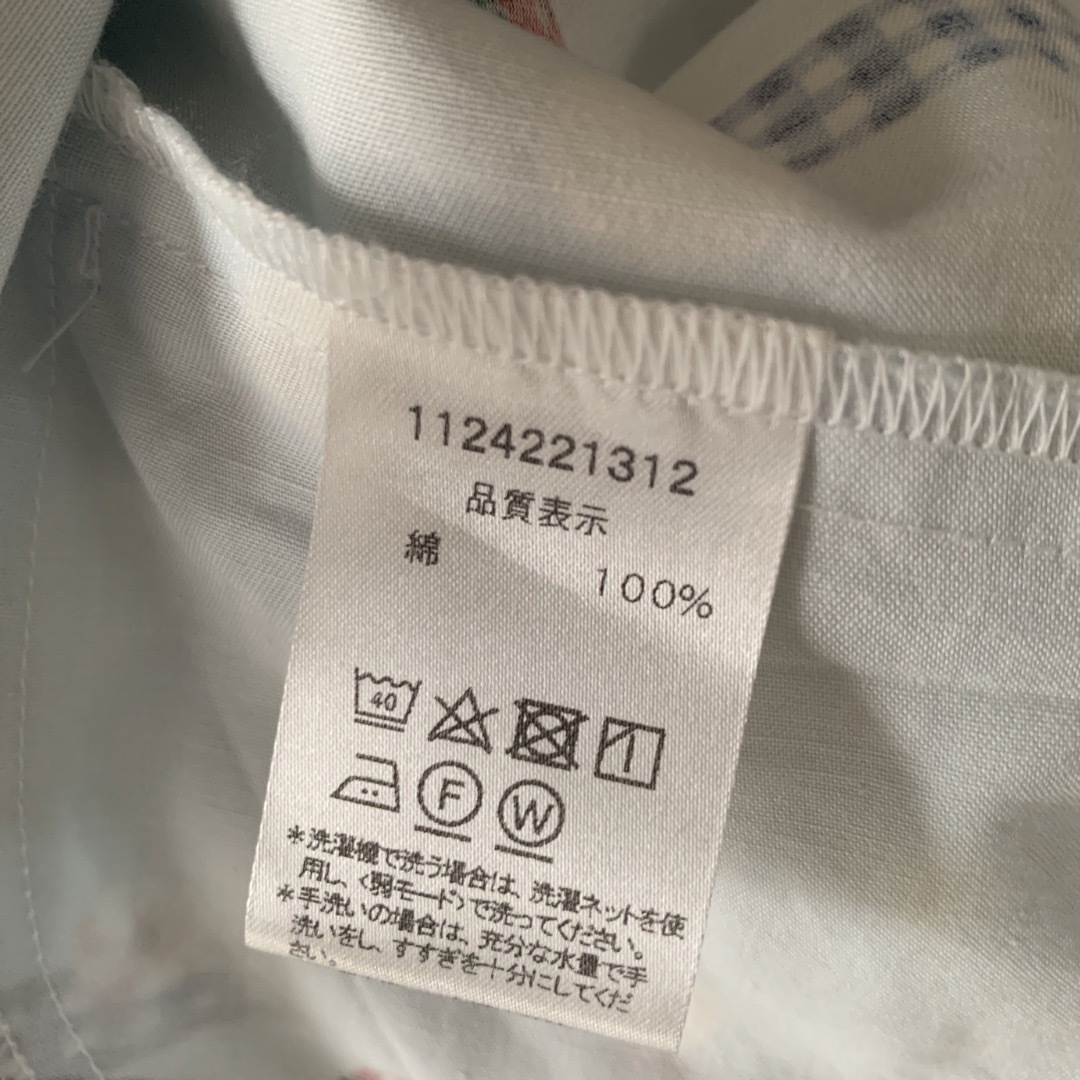 1124221312
品質表示
綿 100%
40
F W
*洗濯機で洗う場合は、洗濯ネットを使
用し、〈弱モード〉で洗ってください。
*手洗いの場合は、充分な水量で手
洗いをし、すすぎを十分にしてくだ
さい。